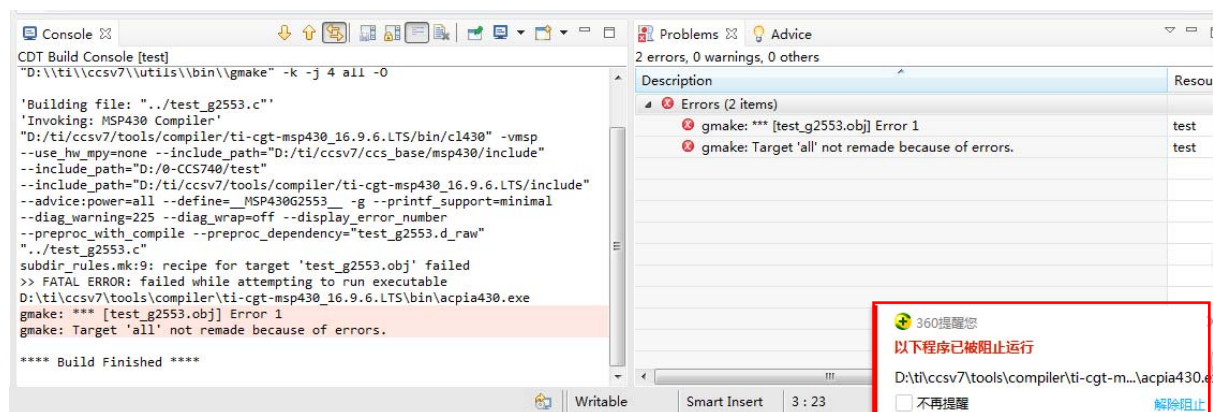 Console
CDT Build Console [test]
"D:\\ti\\ccsv7\\utils\\bin\\gmake" -k -j 4 all -O
'Building file: "../test_g2553.c"'
'Invoking: MSP430 Compiler'
"D:/ti/ccsv7/tools/compiler/ti-cgt-msp430_16.9.6.LTS/bin/cl430" -vmsp
--use_hw_mpy=none --include_path="D:/ti/ccsv7/ccs_base/msp430/include"
--include_path="D:/0-CCS740/test"
--include_path="D:/ti/ccsv7/tools/compiler/ti-cgt-msp430_16.9.6.LTS/include"
--advice:power=all --define=__MSP430G2553__ -g --printf_support=minimal
--diag_warning=225 --diag_wrap=off --display_error_number
--preproc_with_compile --preproc_dependency="test_g2553.d_raw"
"../test_g2553.c"
subdir_rules.mk:9: recipe for target 'test_g2553.obj' failed
>> FATAL ERROR: failed while attempting to run executable
D:\ti\ccsv7\tools\compiler\ti-cgt-msp430_16.9.6.LTS\bin\acpia430.exe
gmake: *** [test_g2553.obj] Error 1
gmake: Target 'all' not remade because of errors.
**** Build Finished ****
Problems Advice
2 errors, 0 warnings, 0 others
Description Resou
Errors (2 items)
gmake: *** [test_g2553.obj] Error 1 test
gmake: Target 'all' not remade because of errors. test
360提醒您
以下程序已被阻止运行
D:\ti\ccsv7\tools\compiler\ti-cgt-m...\acpia430.e
不再提醒 解除阻止
Writable Smart Insert 3 : 23